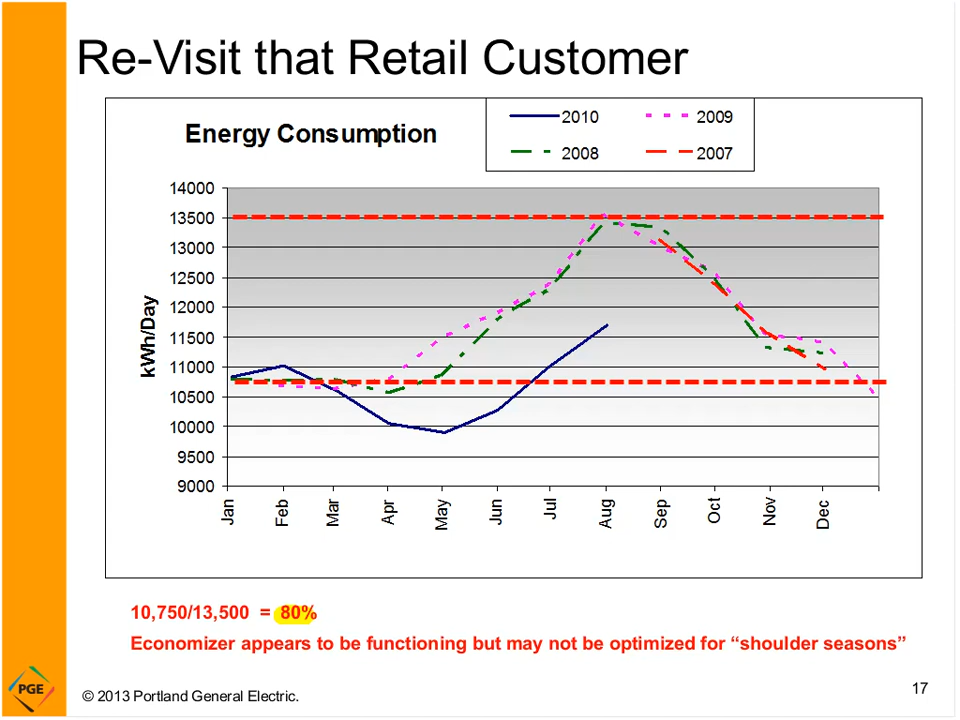 Re-Visit that Retail Customer
Energy Consumption
2010
2009
2008
2007
kWh/Day
14000
13500
13000
12500
12000
11500
11000
10500
10000
9500
9000
Jan
Feb
Mar
Apr
May
Jun
Jul
Aug
Sep
Oct
Nov
Dec
10,750/13,500 = 80%
Economizer appears to be functioning but may not be optimized for “shoulder seasons”
PGE
© 2013 Portland General Electric.
17